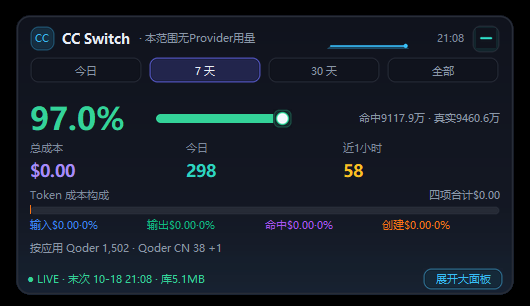 CC CC Switch · 本范围无Provider用量 21:08
今日 7 天 30 天 全部
97.0% 命中9117.9万 · 真实9460.6万
总成本 今日 近1小时
$0.00 298 58
Token 成本构成 四项合计$0.00
输入$0.00·0% 输出$0.00·0% 命中$0.00·0% 创建$0.00·0%
按应用 Qoder 1,502 · Qoder CN 38 +1
LIVE · 末次 10-18 21:08 · 库5.1MB 展开大面板